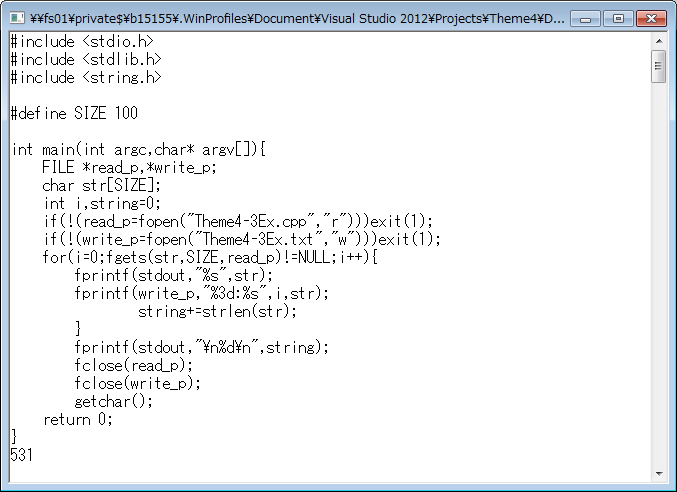 ¥¥fs01¥private$¥b15155¥.WinProfiles¥Document¥Visual Studio 2012¥Projects¥Theme4¥D...
#include <stdio.h>
#include <stdlib.h>
#include <string.h>

#define SIZE 100

int main(int argc,char* argv[]){
    FILE *read_p,*write_p;
    char str[SIZE];
    int i,string=0;
    if(!(read_p=fopen("Theme4-3Ex.cpp","r")))exit(1);
    if(!(write_p=fopen("Theme4-3Ex.txt","w")))exit(1);
    for(i=0;fgets(str,SIZE,read_p)!=NULL;i++){
        fprintf(stdout,"%s",str);
        fprintf(write_p,"%3d:%s",i,str);
                string+=strlen(str);
        }
        fprintf(stdout,"¥n%d¥n",string);
        fclose(read_p);
        fclose(write_p);
        getchar();
    return 0;
}
531